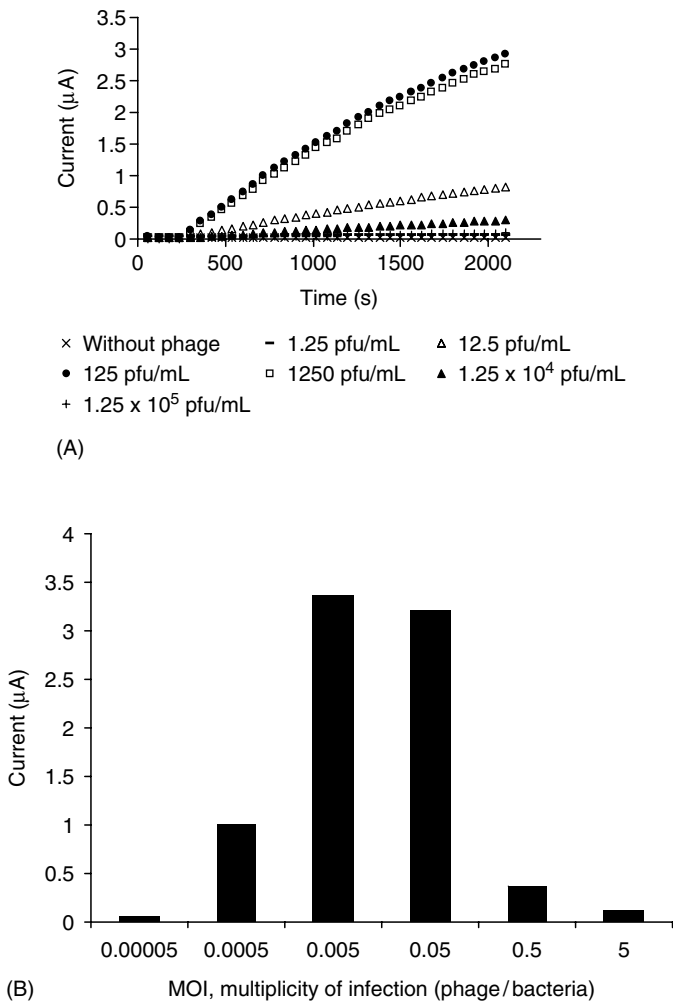 3.5
3
2.5
2
1.5
1
0.5
0
Current (μA)
0 500 1000 1500 2000
Time (s)
× Without phage - 1.25 pfu/mL △ 12.5 pfu/mL
● 125 pfu/mL □ 1250 pfu/mL ▲ 1.25 x 10⁴ pfu/mL
+ 1.25 x 10⁵ pfu/mL
(A)
4
3.5
3
2.5
2
1.5
1
0.5
0
Current (μA)
0.00005 0.0005 0.005 0.05 0.5 5
(B) MOI, multiplicity of infection (phage/bacteria)